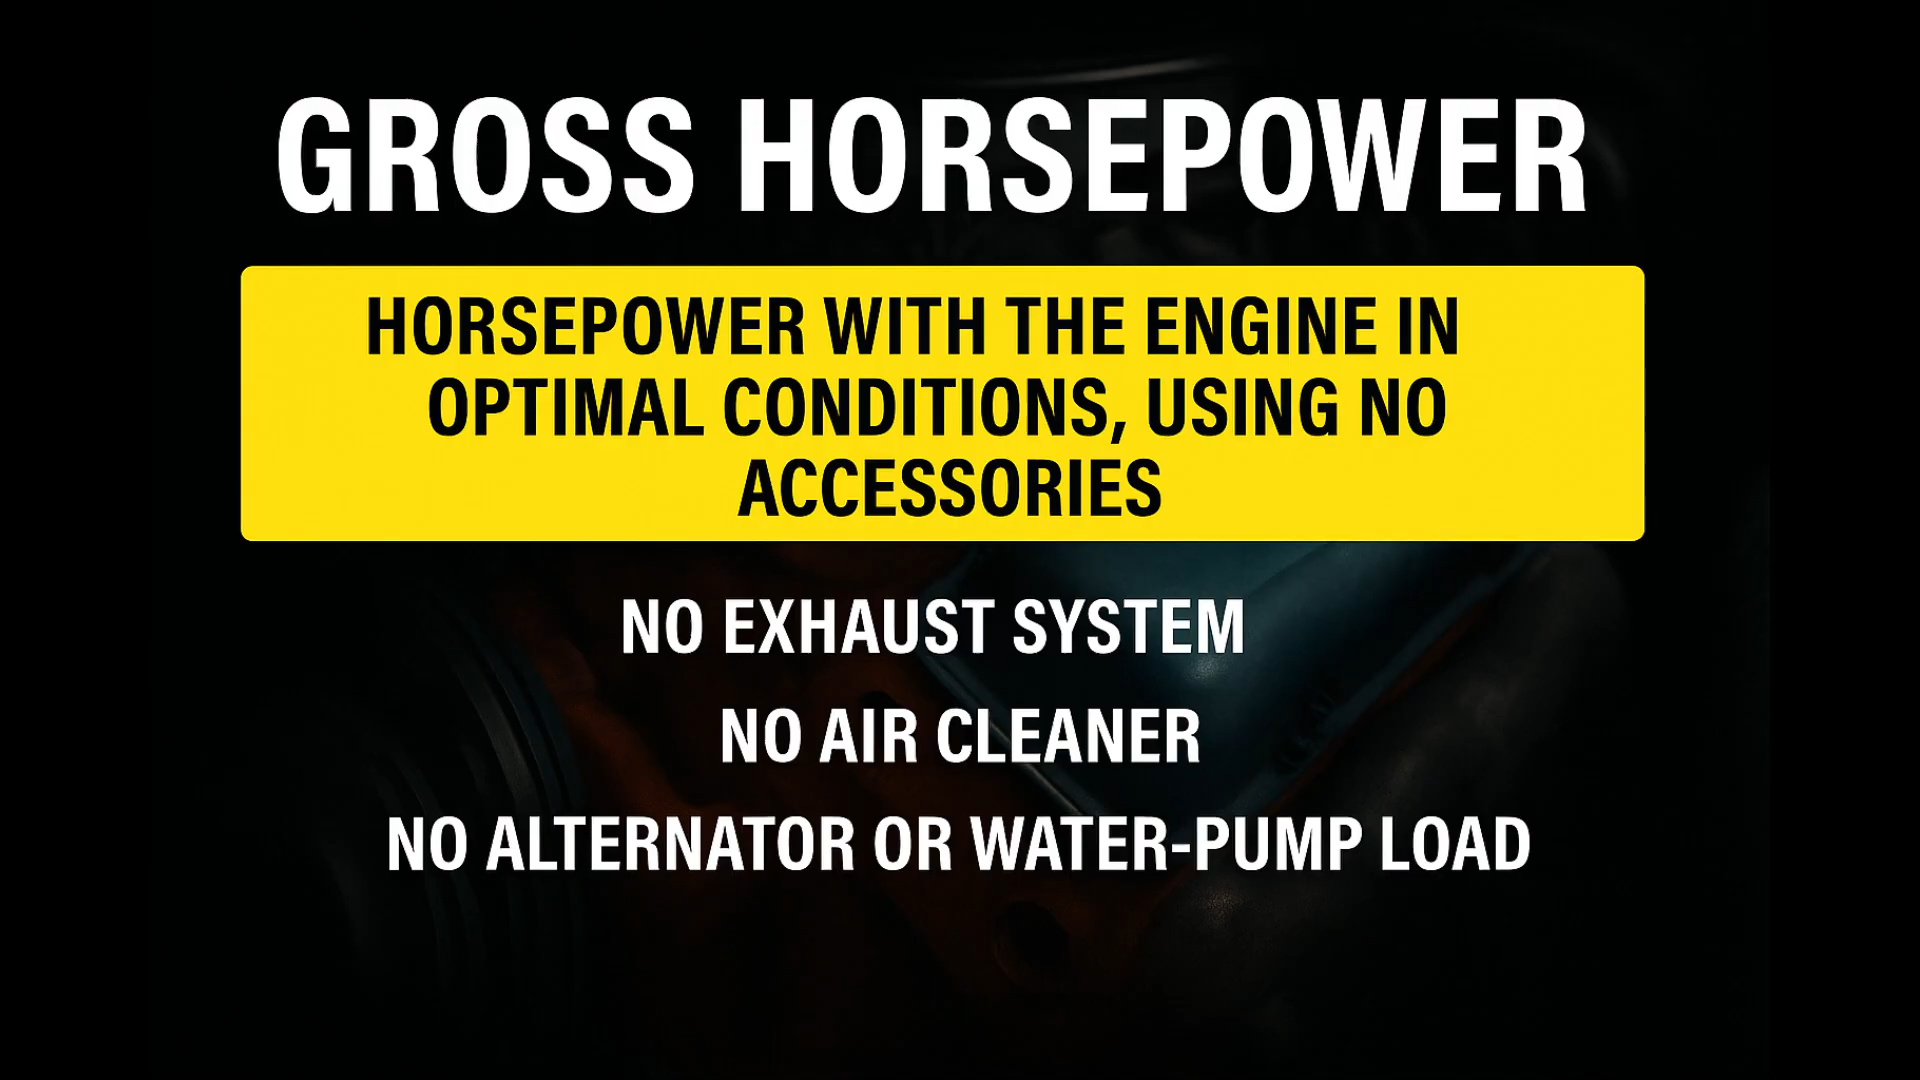 GROSS HORSEPOWER
HORSEPOWER WITH THE ENGINE IN
OPTIMAL CONDITIONS, USING NO
ACCESSORIES
NO EXHAUST SYSTEM
NO AIR CLEANER
NO ALTERNATOR OR WATER-PUMP LOAD